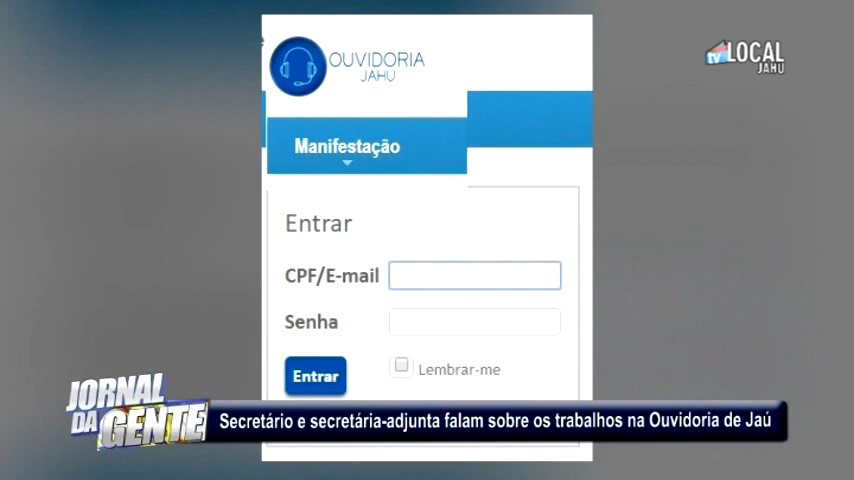 OUVIDORIA
JAHU
tv LOCAL
JAHU
Manifestação
Entrar
CPF/E-mail
Senha
Entrar
Lembrar-me
JORNAL
DA GENTE
Secretário e secretária-adjunta falam sobre os trabalhos na Ouvidoria de Jaú